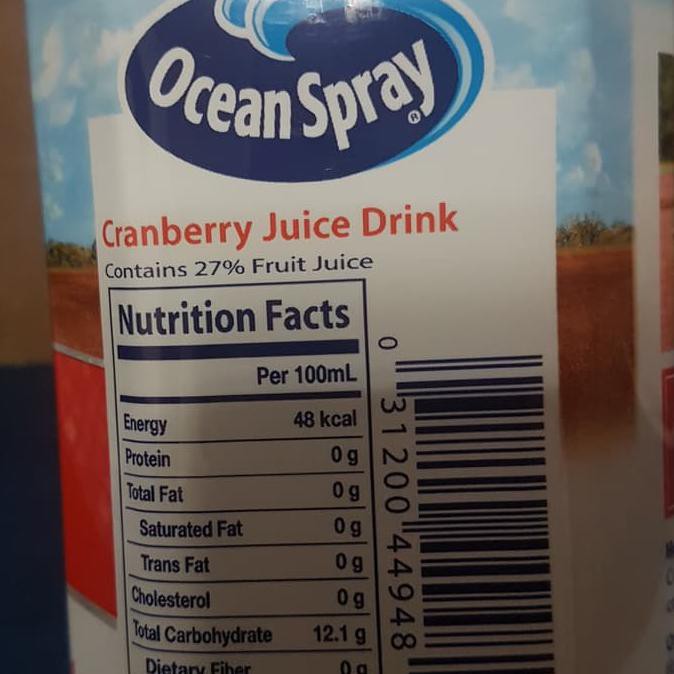 Ocean Spray®
Cranberry Juice Drink
Contains 27% Fruit Juice
Nutrition Facts
Per 100mL
Energy 48 kcal
Protein 0 g
Total Fat 0 g
Saturated Fat 0 g
Trans Fat 0 g
Cholesterol 0 g
Total Carbohydrate 12.1 g
Dietary Fiber 0 g
0 31200 44948